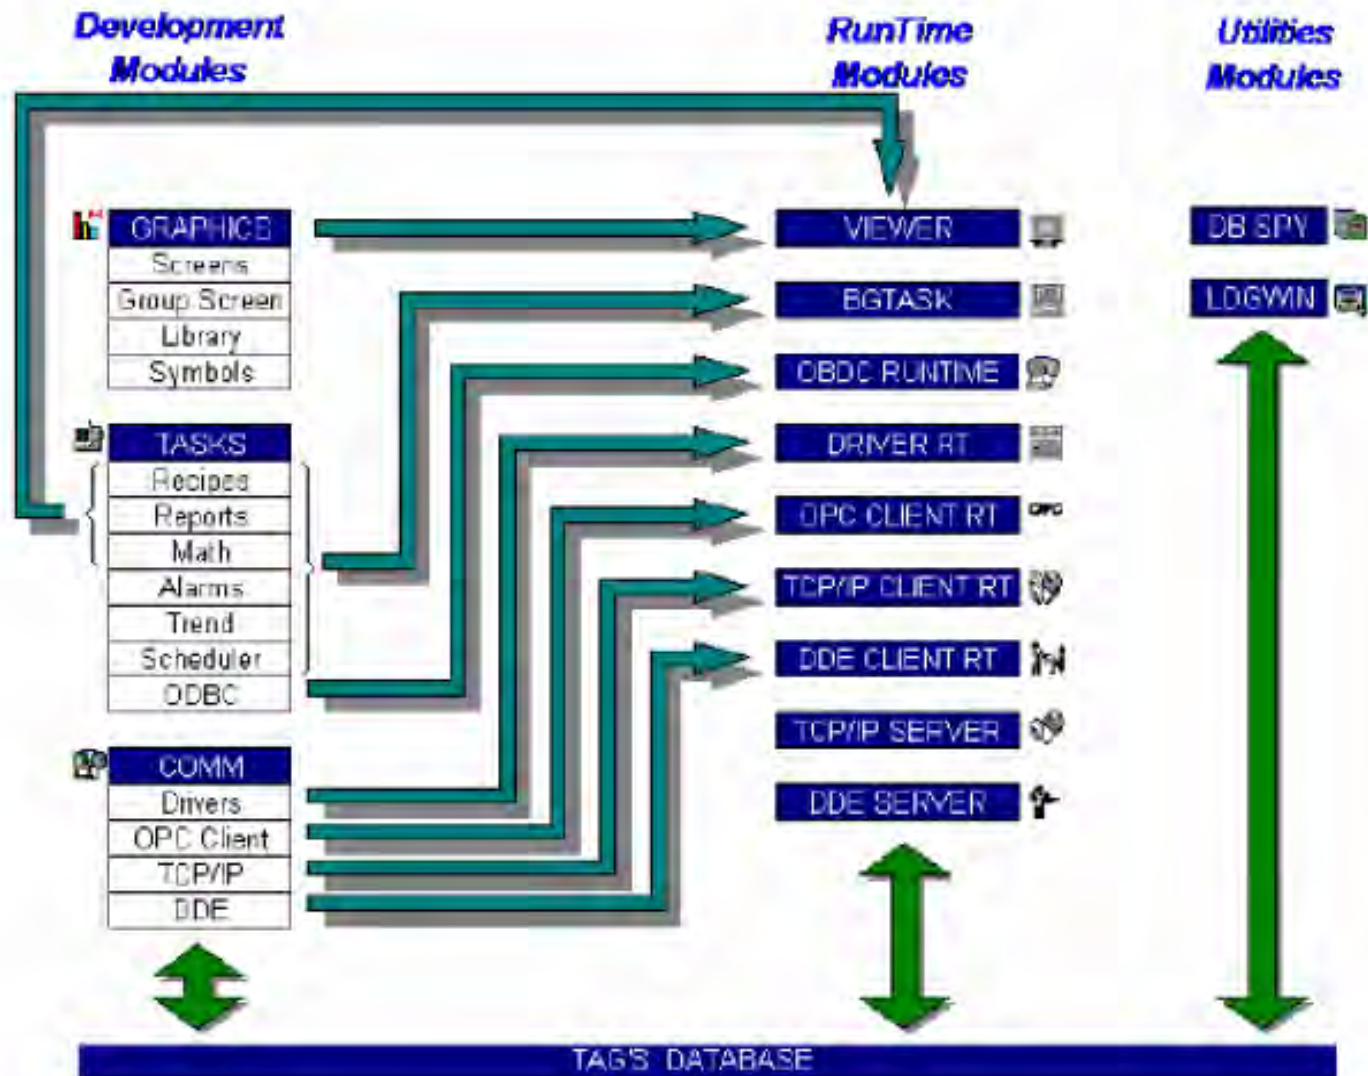 Development
Modules
RunTime
Modules
Utilities
Modules
GRAPHICS
Screens
Group Screen
Library
Symbols
TASKS
Recipes
Reports
Math
Alarms
Trend
Scheduler
ODBC
COMM
Drivers
OPC Client
TCP/IP
DDE
VIEWER
BGTASK
OBDC RUNTIME
DRIVER RT
OPC CLIENT RT
OPC
TCP/IP CLIENT RT
DDE CLIENT RT
TCP/IP SERVER
DDE SERVER
DB SPY
LOGWIN
TAG'S DATABASE